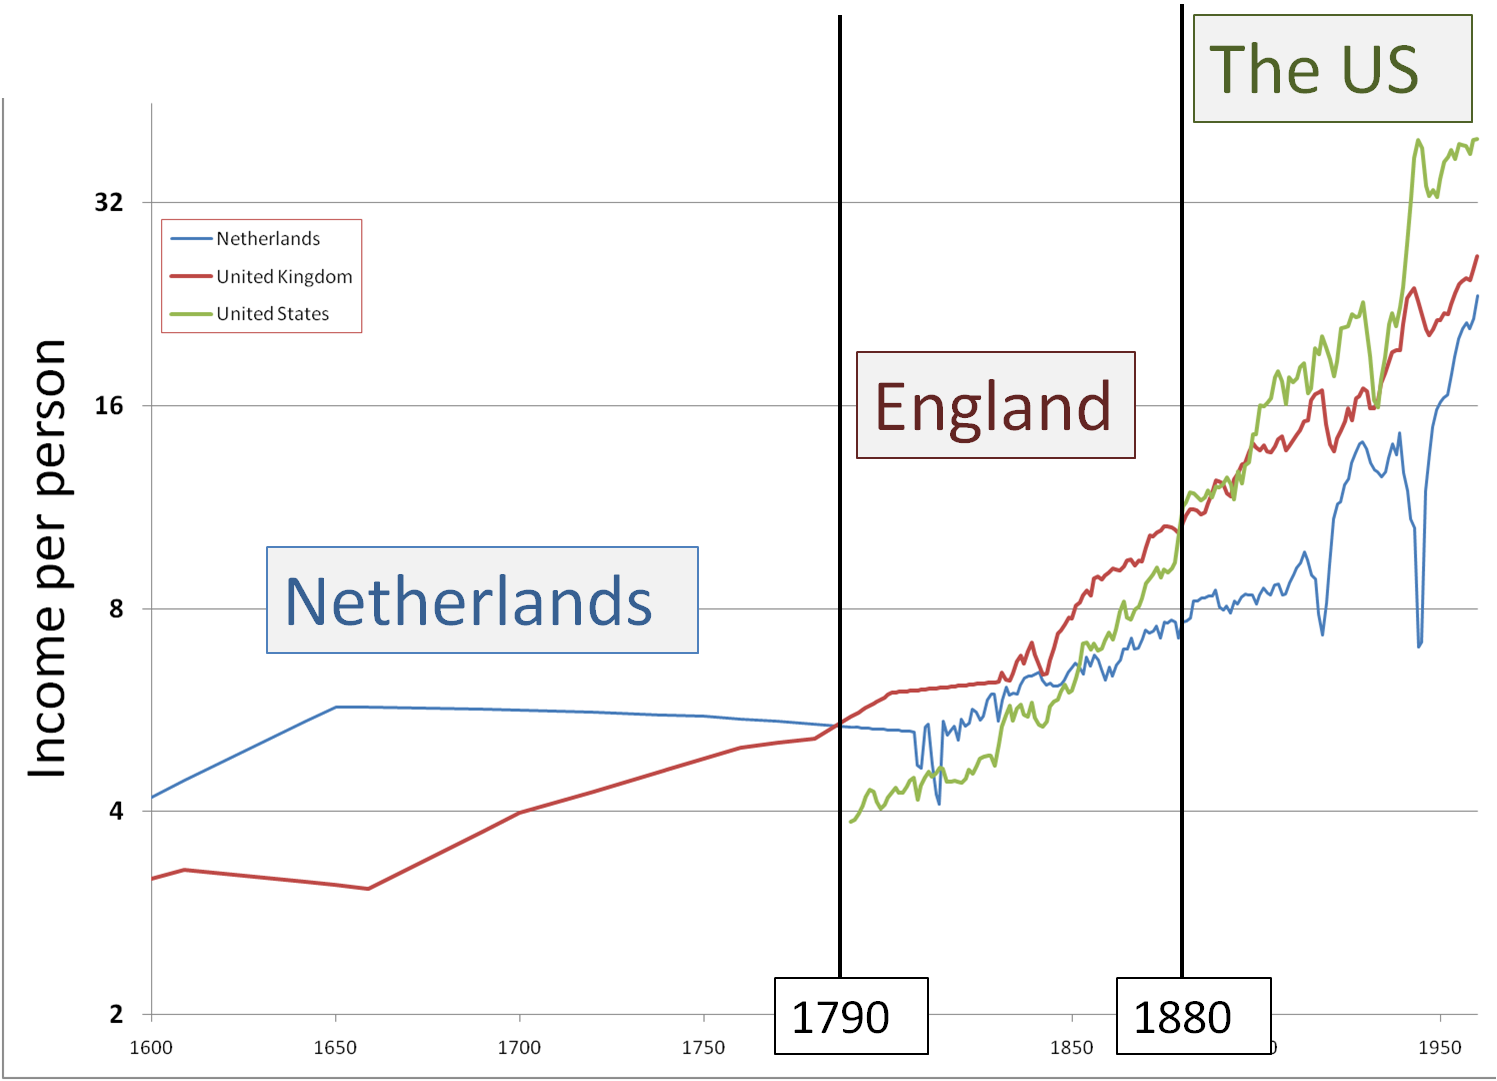 The US
32
Netherlands
United Kingdom
United States
England
16
Income per person
Netherlands
8
4
2
1790
1880
1600
1650
1700
1750
1850
1950